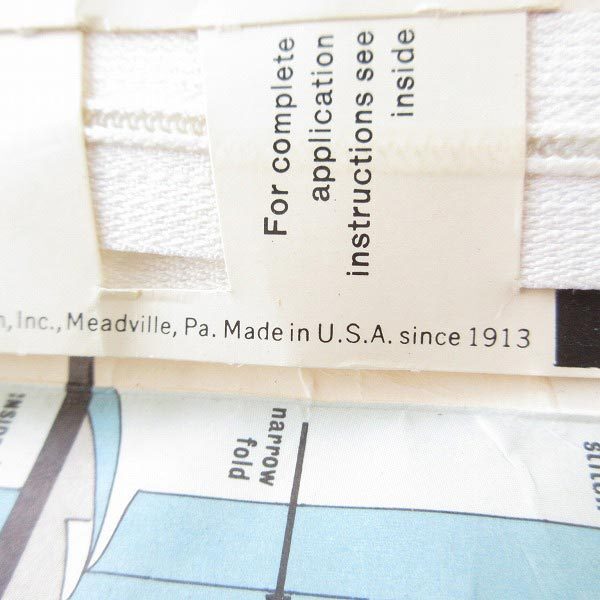 For complete
application
instructions see
inside
, Inc., Meadville, Pa. Made in U.S.A. since 1913
narrow
fold